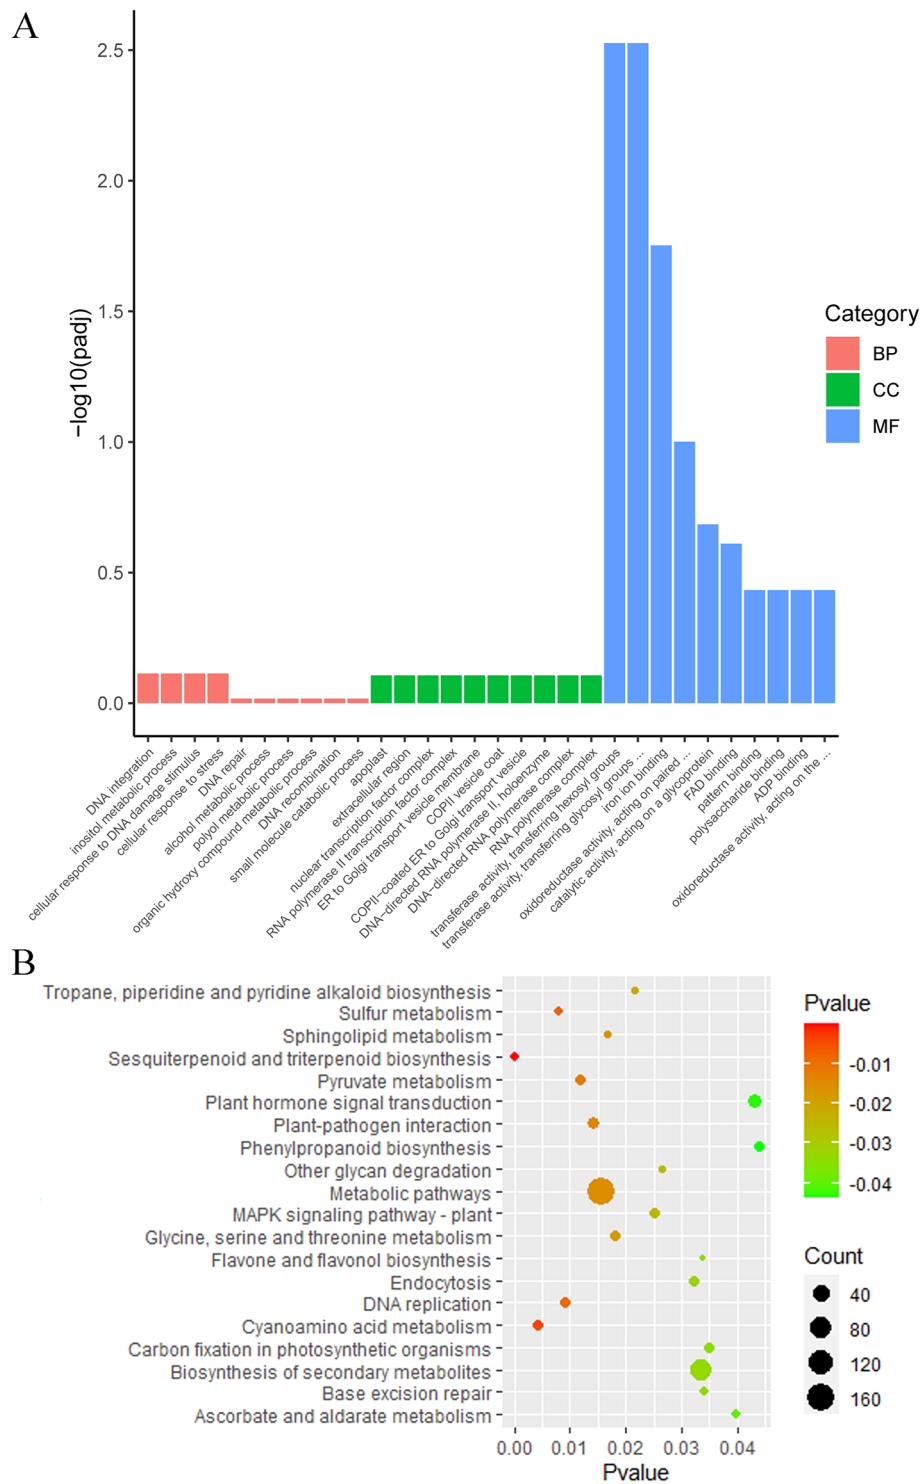 A
−log10(padj)
2.5
2.0
1.5
1.0
0.5
0.0
DNA integration
inositol metabolic process
cellular response to DNA damage stimulus
cellular response to stress
DNA repair
alcohol metabolic process
polyol metabolic process
organic hydroxy compound metabolic process
DNA recombination
small molecule catabolic process
apoplast
extracellular region
nuclear transcription factor complex
RNA polymerase II transcription factor complex
ER to Golgi transport vesicle membrane
COPII vesicle coat
COPII−coated ER to Golgi transport vesicle
DNA−directed RNA polymerase II, holoenzyme
DNA−directed RNA polymerase complex
RNA polymerase complex
transferase activity, transferring hexosyl groups
transferase activity, transferring glycosyl groups ...
iron ion binding
oxidoreductase activity, acting on paired ...
catalytic activity, acting on a glycoprotein
FAD binding
pattern binding
polysaccharide binding
ADP binding
oxidoreductase activity, acting on the ...
Category
BP
CC
MF
B
Tropane, piperidine and pyridine alkaloid biosynthesis
Sulfur metabolism
Sphingolipid metabolism
Sesquiterpenoid and triterpenoid biosynthesis
Pyruvate metabolism
Plant hormone signal transduction
Plant-pathogen interaction
Phenylpropanoid biosynthesis
Other glycan degradation
Metabolic pathways
MAPK signaling pathway - plant
Glycine, serine and threonine metabolism
Flavone and flavonol biosynthesis
Endocytosis
DNA replication
Cyanoamino acid metabolism
Carbon fixation in photosynthetic organisms
Biosynthesis of secondary metabolites
Base excision repair
Ascorbate and aldarate metabolism
0.00 0.01 0.02 0.03 0.04
Pvalue
Pvalue
-0.01
-0.02
-0.03
-0.04
Count
40
80
120
160